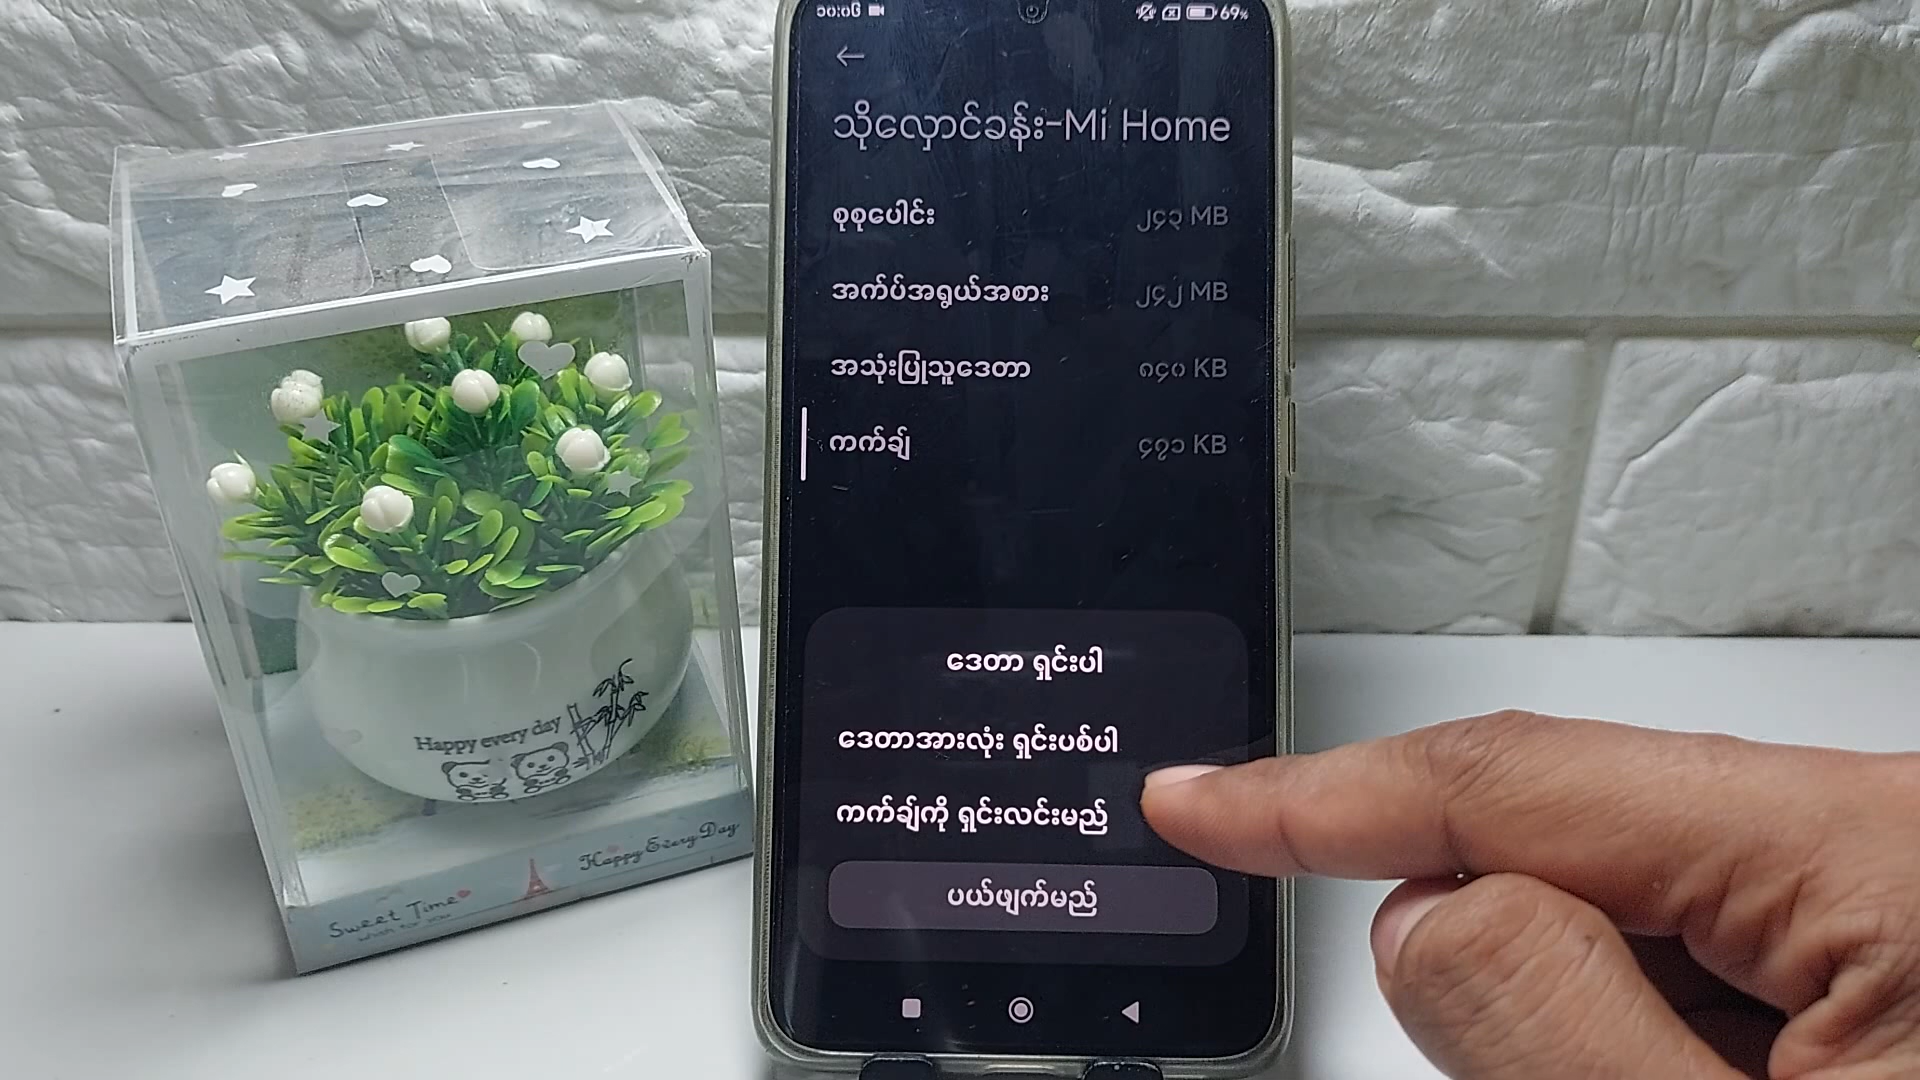 ၁၀:၀၆
69%
သိုလှောင်ခန်း-Mi Home
စုစုပေါင်း ၂၄၃ MB
အက်ပ်အရွယ်အစား ၂၄၂ MB
အသုံးပြုသူဒေတာ ၈၄၀ KB
ကက်ချ် ၄၇၁ KB
ဒေတာ ရှင်းပါ
ဒေတာအားလုံး ရှင်းပစ်ပါ
ကက်ချ်ကို ရှင်းလင်းမည်
ပယ်ဖျက်မည်
Happy every day
Happy Every Day
Sweet Time